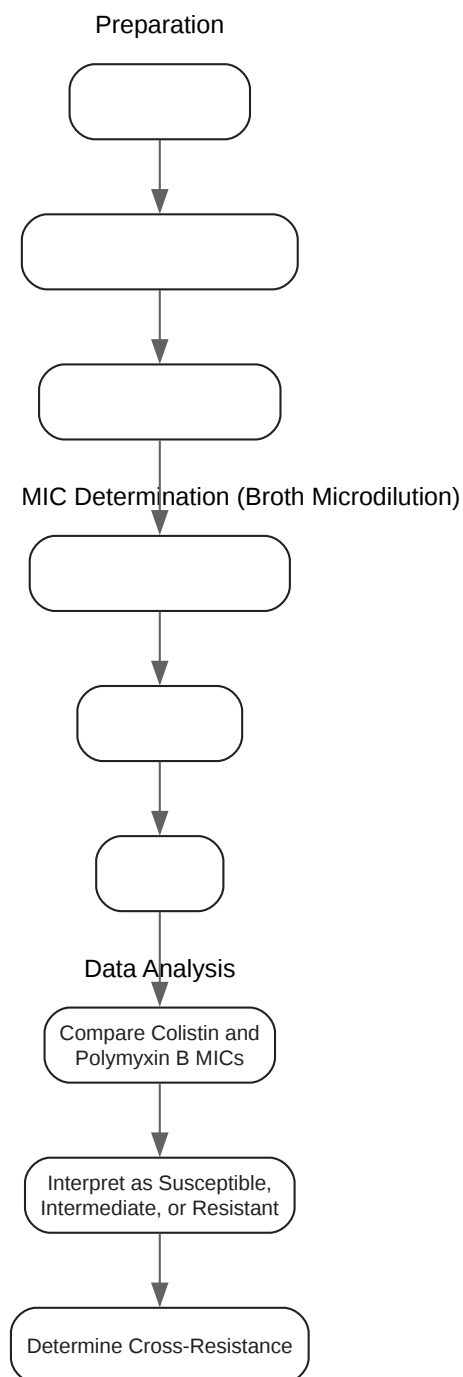 Preparation
MIC Determination (Broth Microdilution)
Data Analysis
Compare Colistin and
Polymyxin B MICs
Interpret as Susceptible,
Intermediate, or Resistant
Determine Cross-Resistance